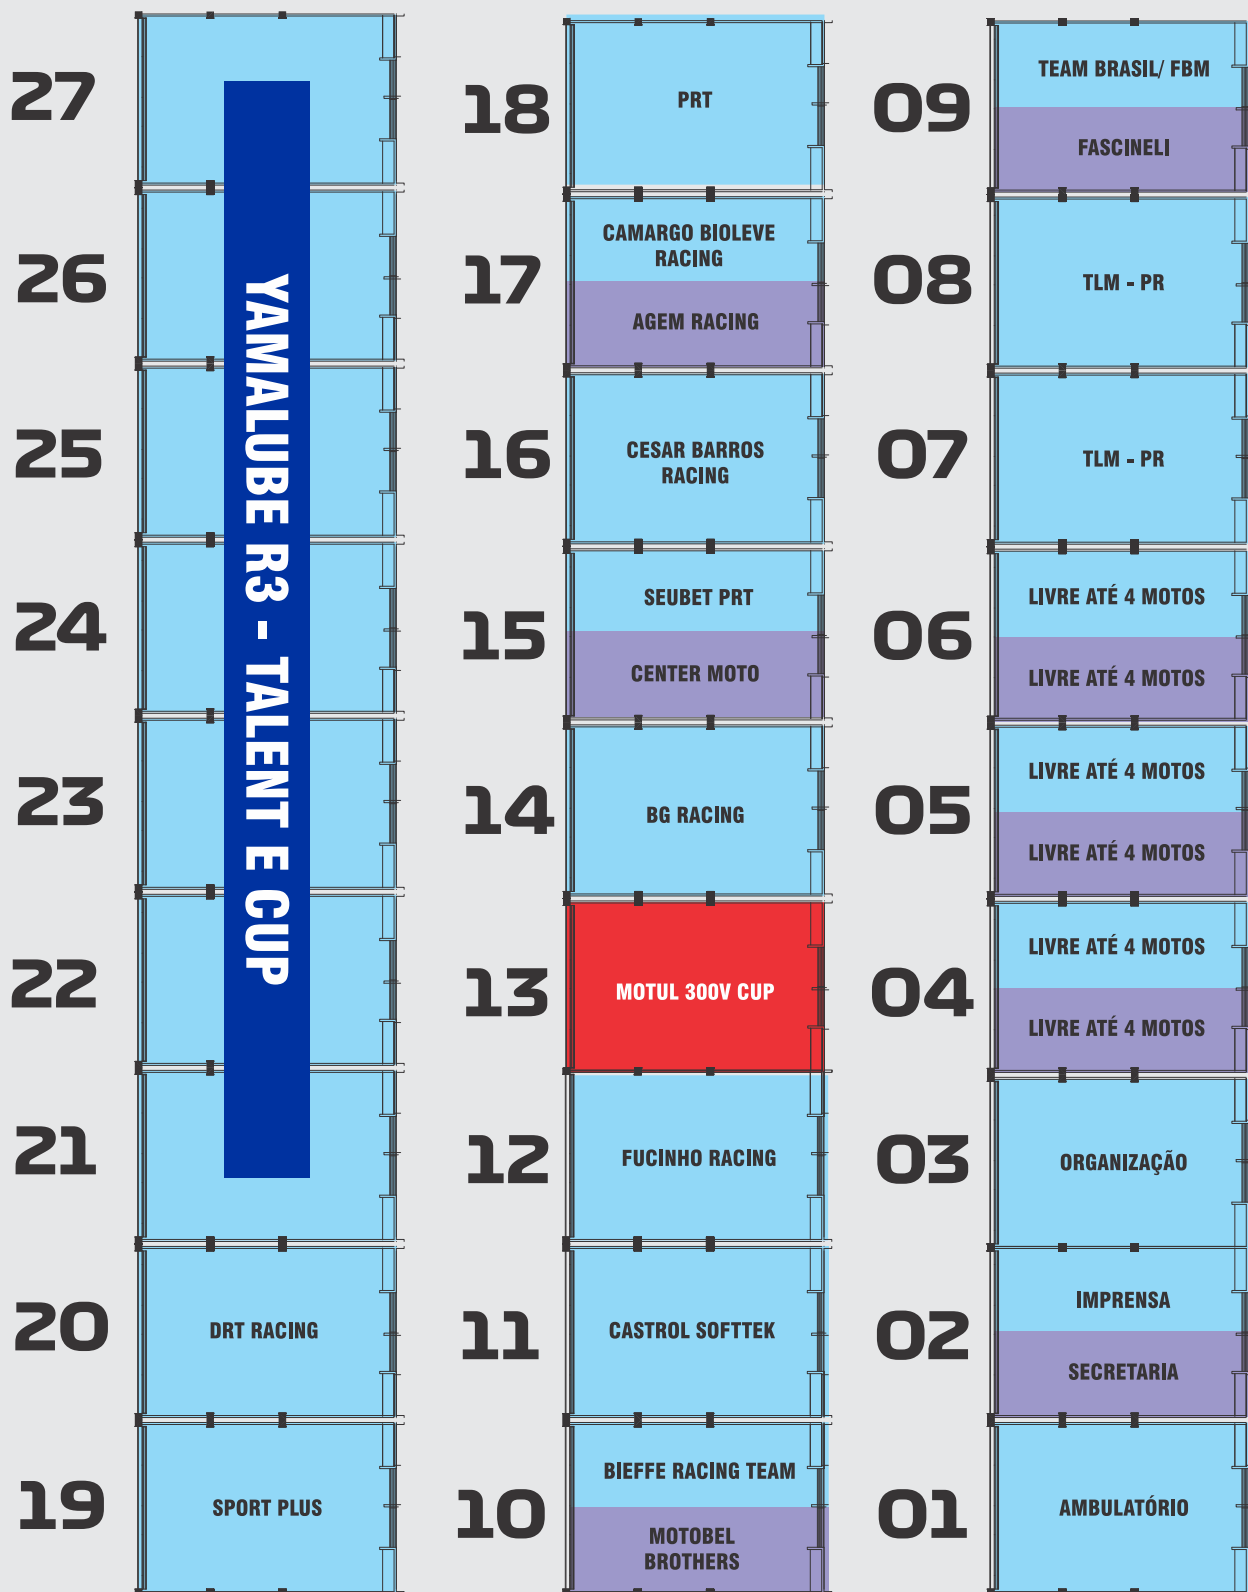 27
26
25
24
23
22
21
YAMALUBE R3 - TALENT E CUP
20
DRT RACING
19
SPORT PLUS
18
PRT
17
CAMARGO BIOLEVE
RACING
AGEM RACING
16
CESAR BARROS
RACING
15
SEUBET PRT
CENTER MOTO
14
BG RACING
13
MOTUL 300V CUP
12
FUCINHO RACING
11
CASTROL SOFTTEK
10
BIEFFE RACING TEAM
MOTOBEL
BROTHERS
09
TEAM BRASIL/ FBM
FASCINELI
08
TLM - PR
07
TLM - PR
06
LIVRE ATÉ 4 MOTOS
LIVRE ATÉ 4 MOTOS
05
LIVRE ATÉ 4 MOTOS
LIVRE ATÉ 4 MOTOS
04
LIVRE ATÉ 4 MOTOS
LIVRE ATÉ 4 MOTOS
03
ORGANIZAÇÃO
02
IMPRENSA
SECRETARIA
01
AMBULATÓRIO